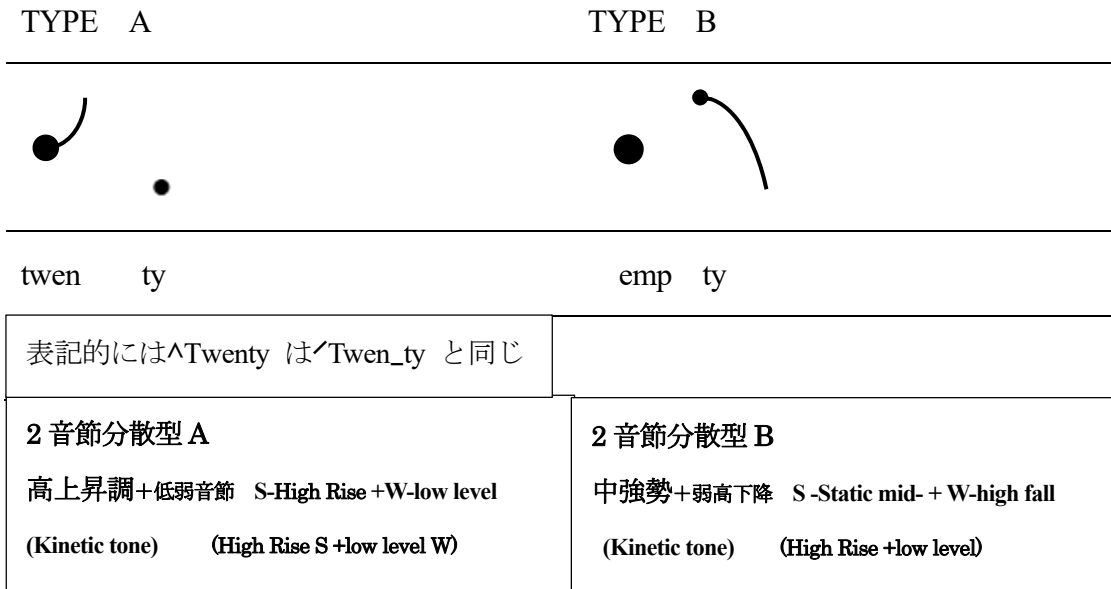 TYPE A TYPE B
twen ty emp ty
表記的には^Twenty は´Twen_ty と同じ
2 音節分散型 A
高上昇調+低弱音節 S-High Rise +W-low level
(Kinetic tone) (High Rise S +low level W)
2 音節分散型 B
中強勢+弱高下降 S -Static mid- + W-high fall
(Kinetic tone) (High Rise +low level)